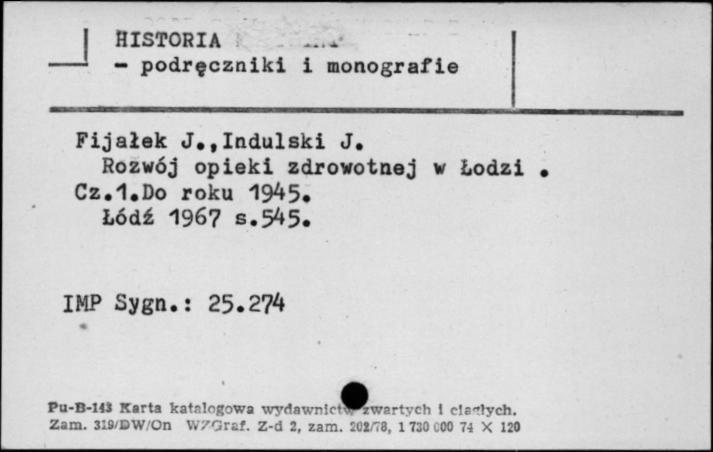 HISTORIA
- podręczniki i monografie
Fijałek J.,Indulski J.
Rozwój opieki zdrowotnej w Łodzi .
Cz.1.Do roku 1945.
Łódź 1967 s.545.
IMP Sygn.: 25.274
Pu-B-143 Karta katalogowa wydawnictw zwartych i ciągłych.
Zam. 319/DW/On WZGraf. Z-d 2, zam. 202/78, 1 730 000 74 X 120